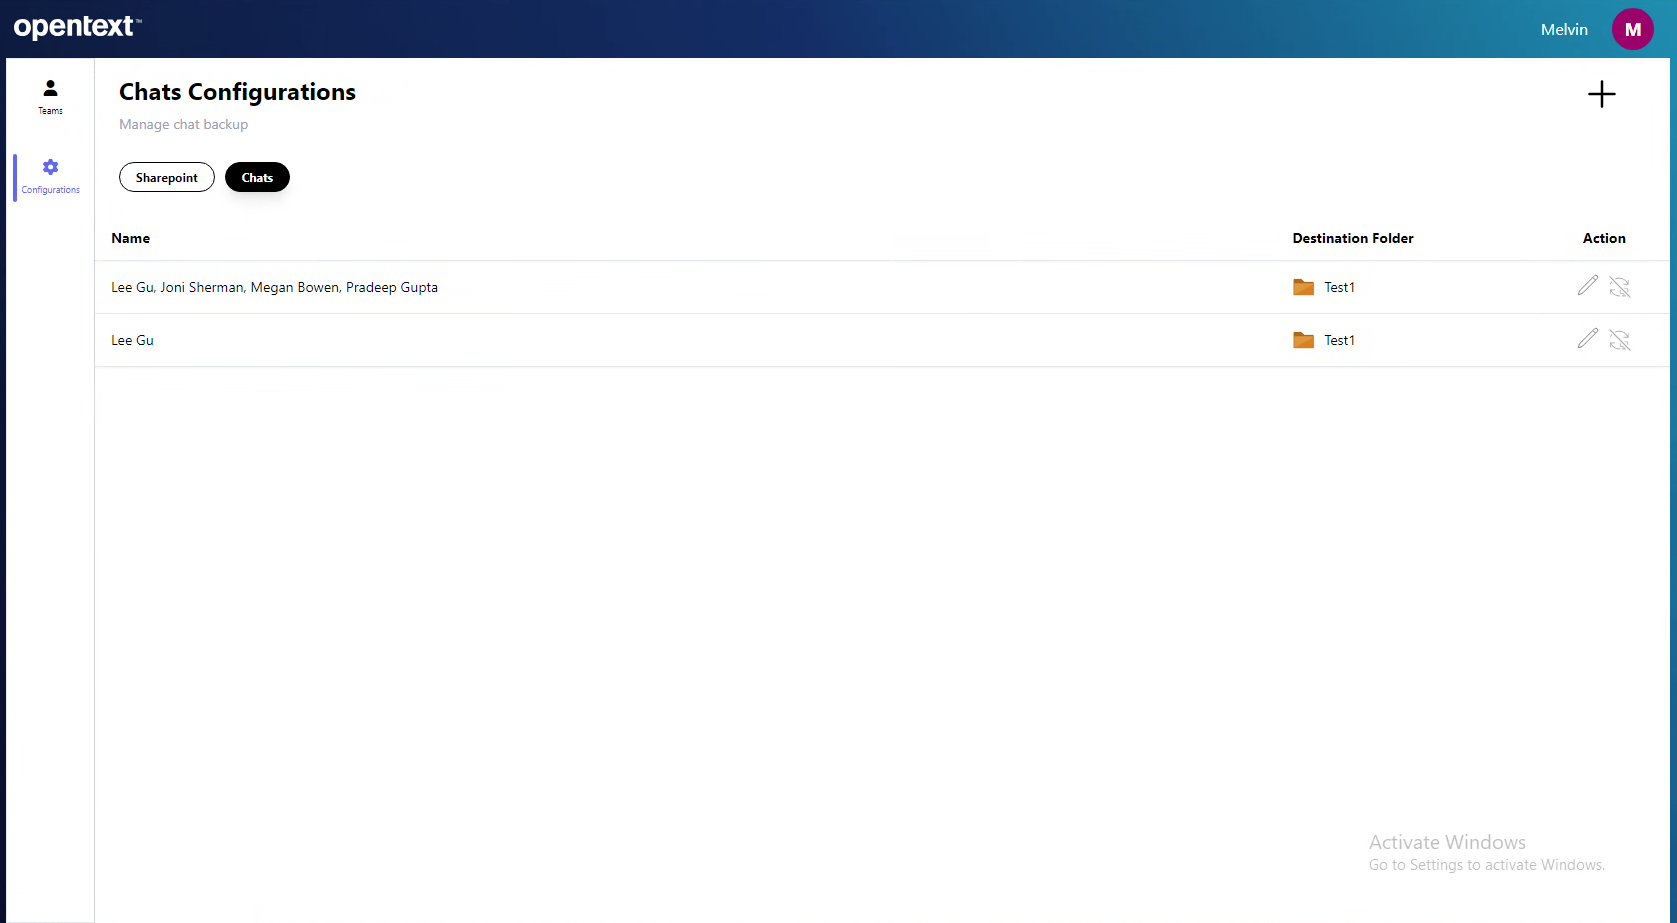 opentext™
Melvin M
Teams
Configurations
Chats Configurations
Manage chat backup
Sharepoint Chats
Name Destination Folder Action
Lee Gu, Joni Sherman, Megan Bowen, Pradeep Gupta Test1
Lee Gu Test1
Activate Windows
Go to Settings to activate Windows.